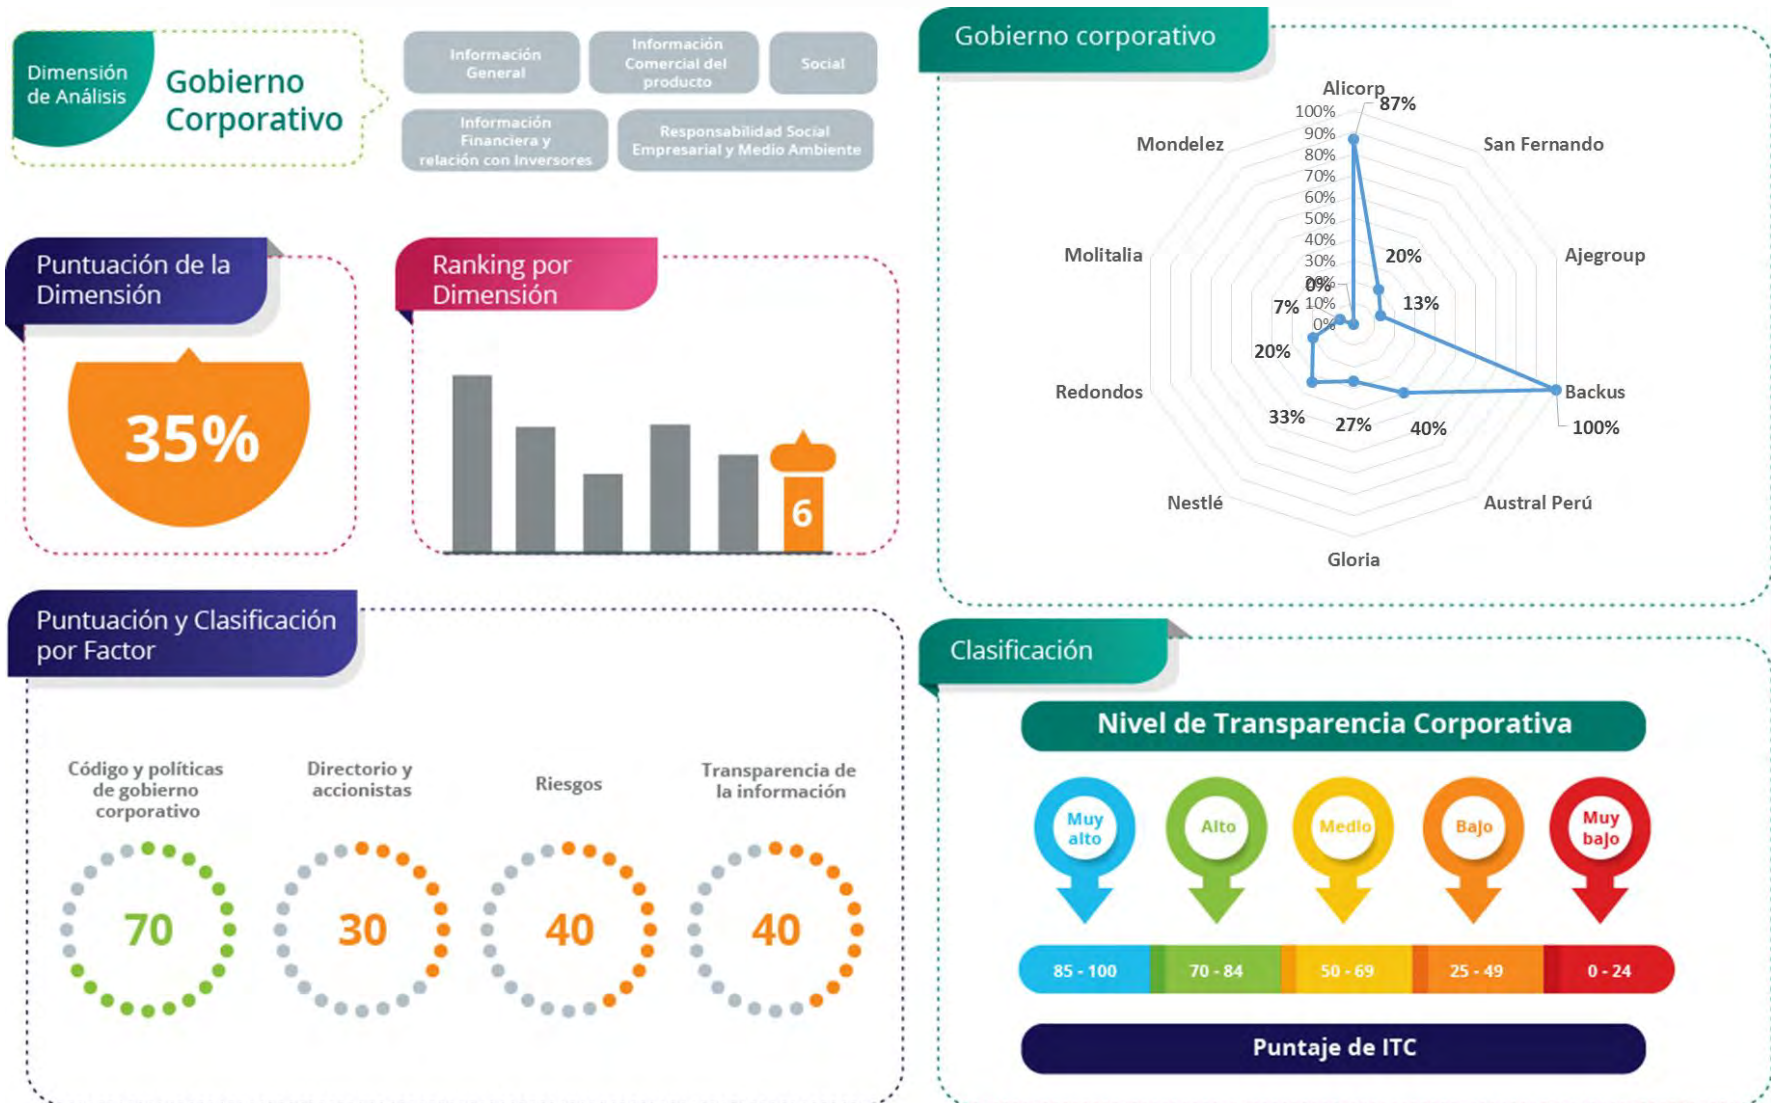 Dimensión
de Análisis
Gobierno
Corporativo
Información
General
Información
Comercial del
producto
Social
Información
Financiera y
relación con Inversores
Responsabilidad Social
Empresarial y Medio Ambiente
Puntuación de la
Dimensión
35%
Ranking por
Dimensión
6
Puntuación y Clasificación
por Factor
Código y políticas
de gobierno
corporativo
70
Directorio y
accionistas
30
Riesgos
40
Transparencia de
la información
40
Gobierno corporativo
Alicorp
87%
100%
90%
80%
70%
60%
50%
40%
30%
20%
10%
0%
Mondelez
San Fernando
Molitalia
Ajegroup
20%
0%
7%
13%
20%
Redondos
Backus
100%
33%
27%
40%
Nestlé
Austral Perú
Gloria
Clasificación
Nivel de Transparencia Corporativa
Muy
alto
Alto
Medio
Bajo
Muy
bajo
85 - 100
70 - 84
50 - 69
25 - 49
0 - 24
Puntaje de ITC